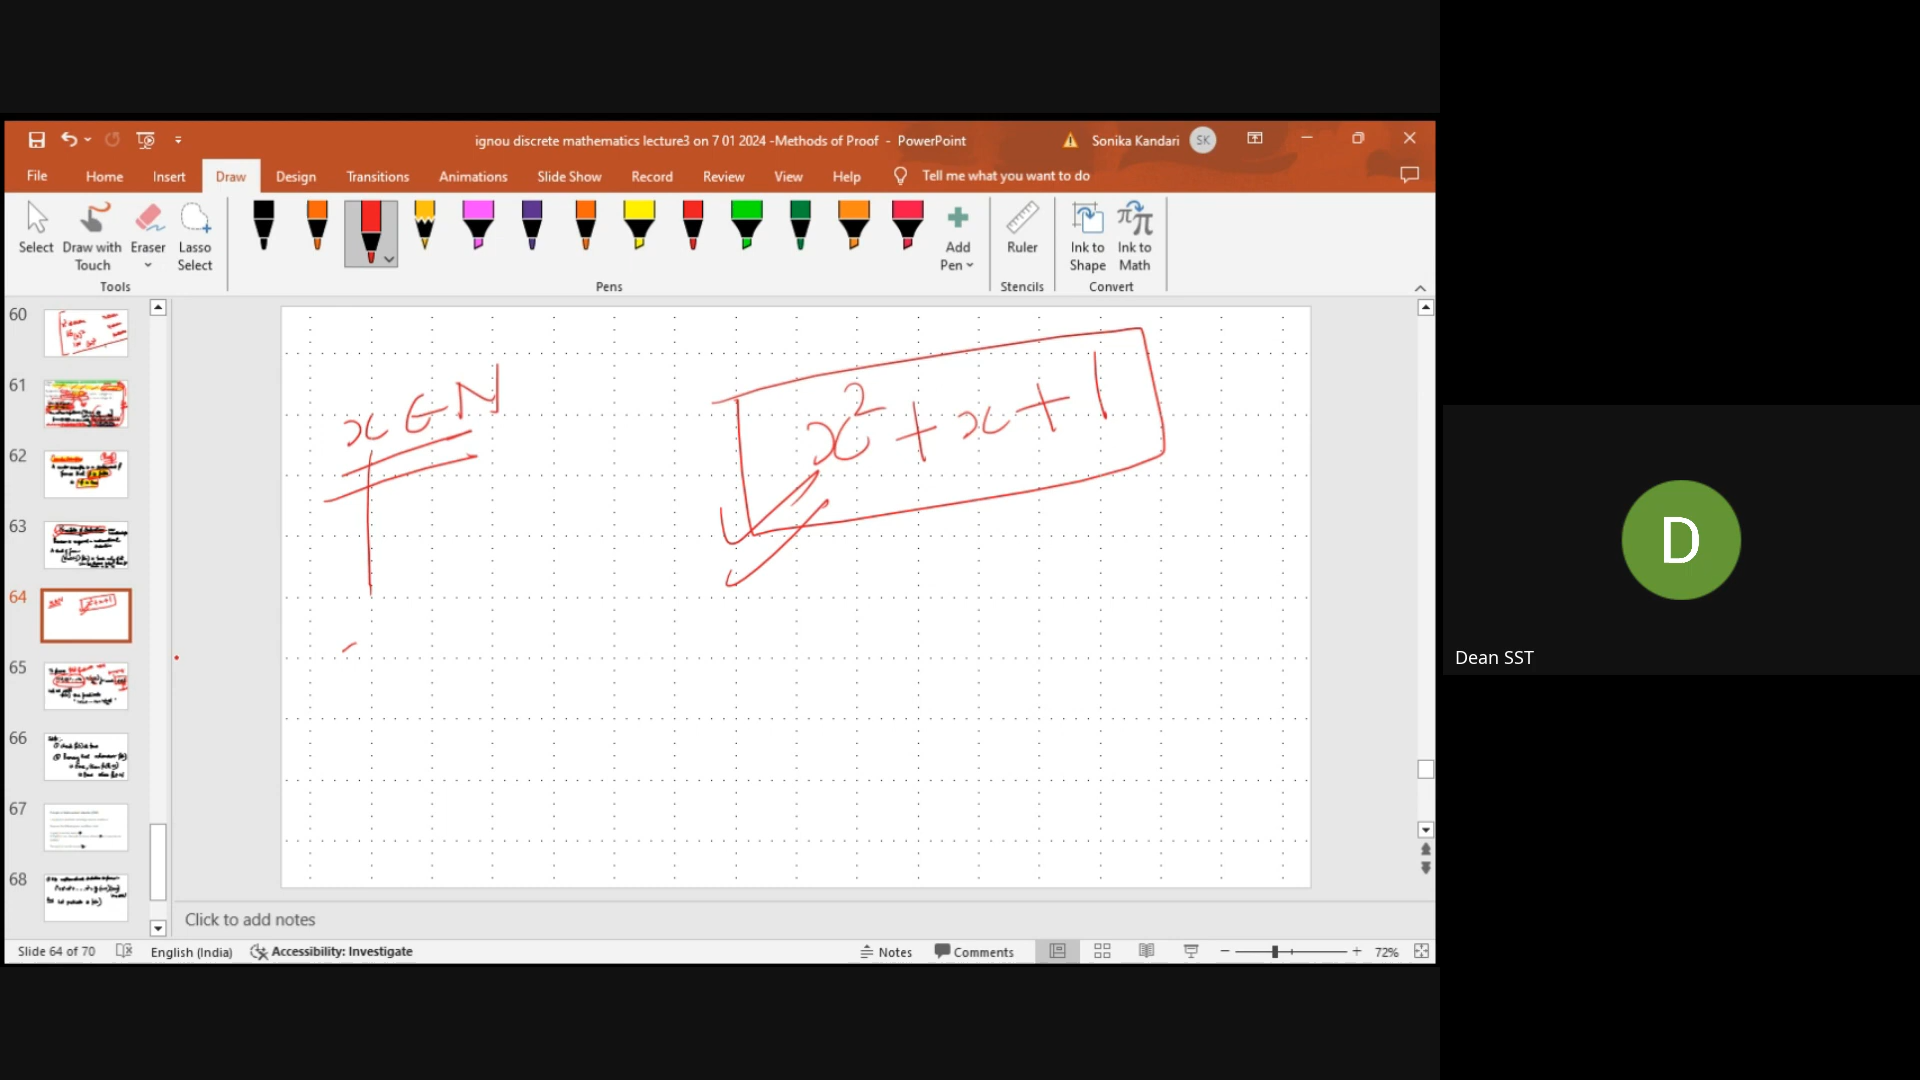 ignou discrete mathematics lecture3 on 7 01 2024 -Methods of Proof - PowerPoint
Sonika Kandari SK
File Home Insert Draw Design Transitions Animations Slide Show Record Review View Help Tell me what you want to do
Select Draw with Touch Eraser Lasso Select
Add Pen Ruler Ink to Shape Ink to Math
Tools Pens Stencils Convert
60
61
62
63
64
65
66
67
68
x ∈ N
x² + x + 1
D
Dean SST
Click to add notes
Slide 64 of 70 English (India) Accessibility: Investigate Notes Comments 72%